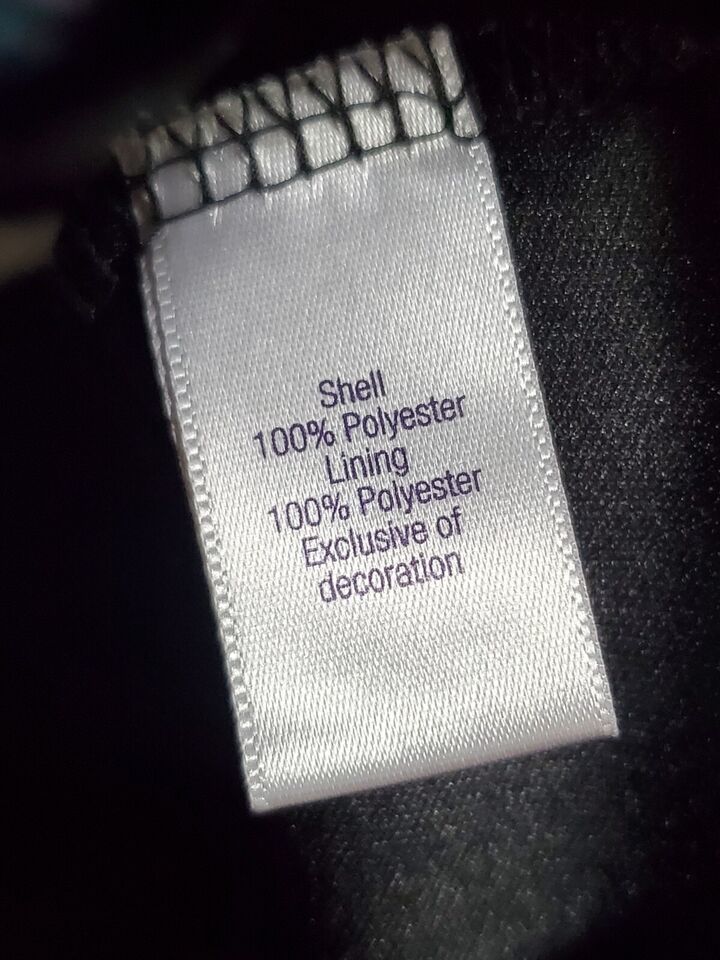 Shell
100% Polyester
Lining
100% Polyester
Exclusive of
decoration